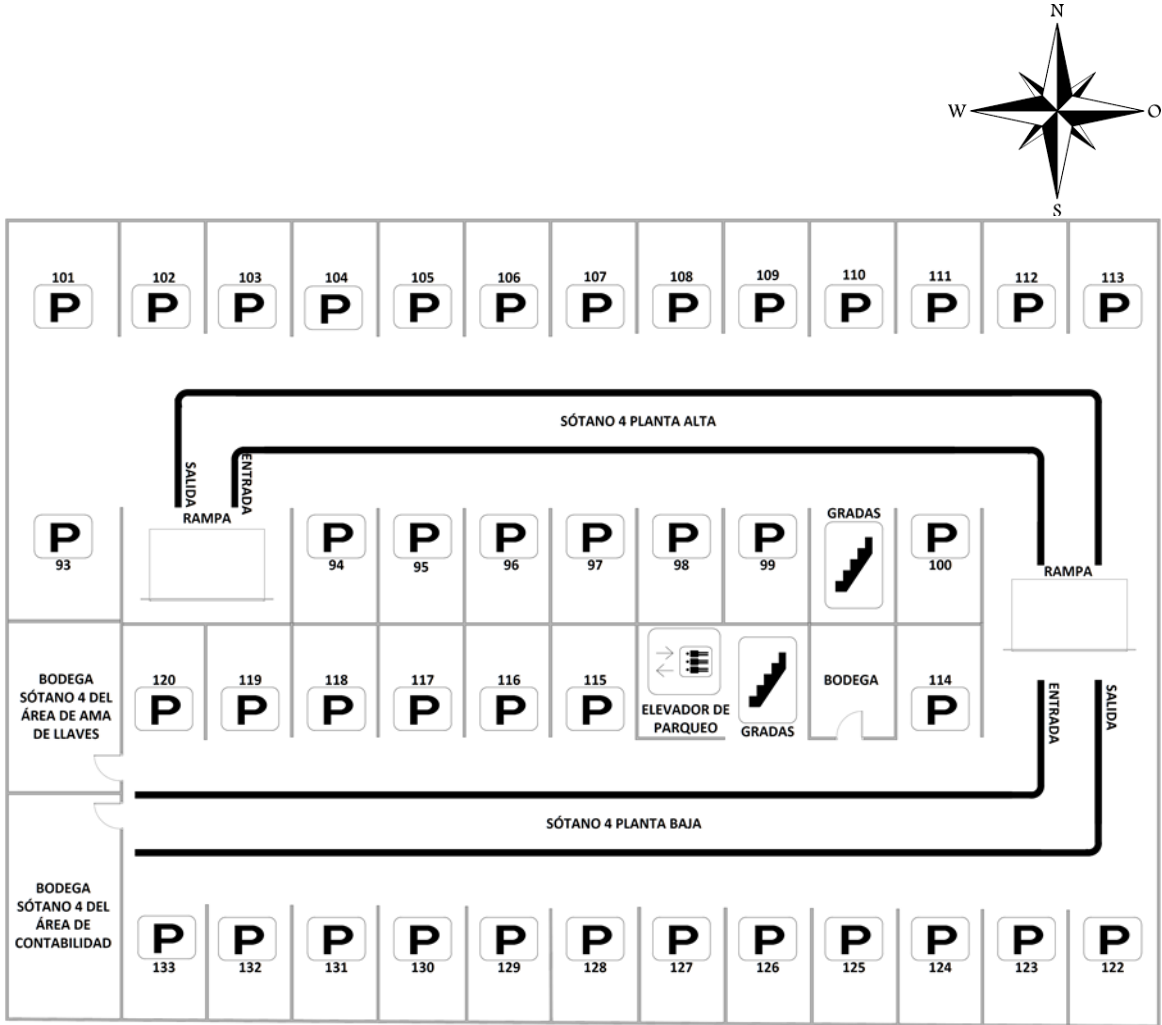 N
W O
S
101 102 103 104 105 106 107 108 109 110 111 112 113
P P P P P P P P P P P P P
SÓTANO 4 PLANTA ALTA
SALIDA
ENTRADA
RAMPA
P
93
P P P P P P
94 95 96 97 98 99
GRADAS
P
100
RAMPA
BODEGA
SÓTANO 4 DEL
ÁREA DE AMA
DE LLAVES
120 119 118 117 116 115
P P P P P P
ELEVADOR DE
PARQUEO
GRADAS
BODEGA
114
P
ENTRADA
SALIDA
SÓTANO 4 PLANTA BAJA
BODEGA
SÓTANO 4 DEL
ÁREA DE
CONTABILIDAD
P P P P P P P P P P P P
133 132 131 130 129 128 127 126 125 124 123 122